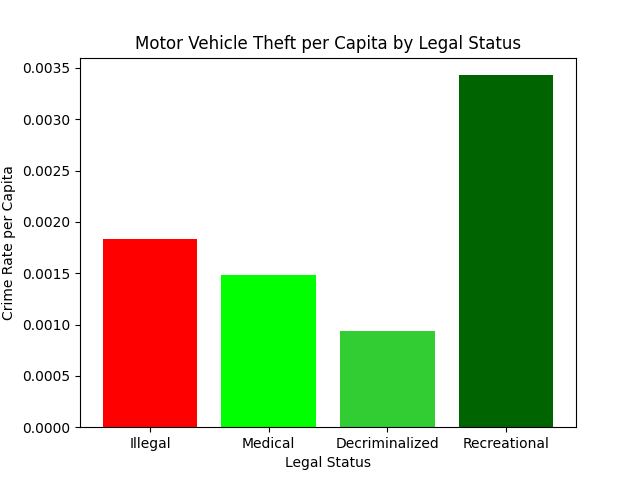 Motor Vehicle Theft per Capita by Legal Status
Crime Rate per Capita
0.0035
0.0030
0.0025
0.0020
0.0015
0.0010
0.0005
0.0000
Illegal
Medical
Decriminalized
Recreational
Legal Status